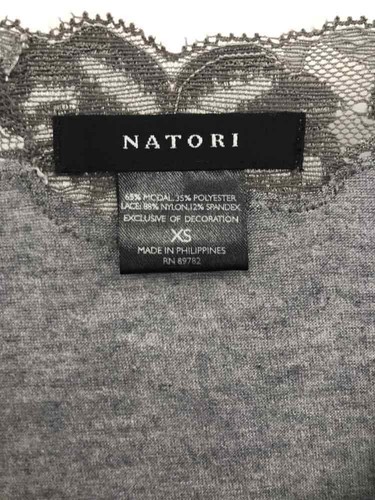 NATORI
65% MODAL, 35% POLYESTER
LACE: 88% NYLON, 12% SPANDEX
EXCLUSIVE OF DECORATION
XS
MADE IN PHILIPPINES
RN 89782